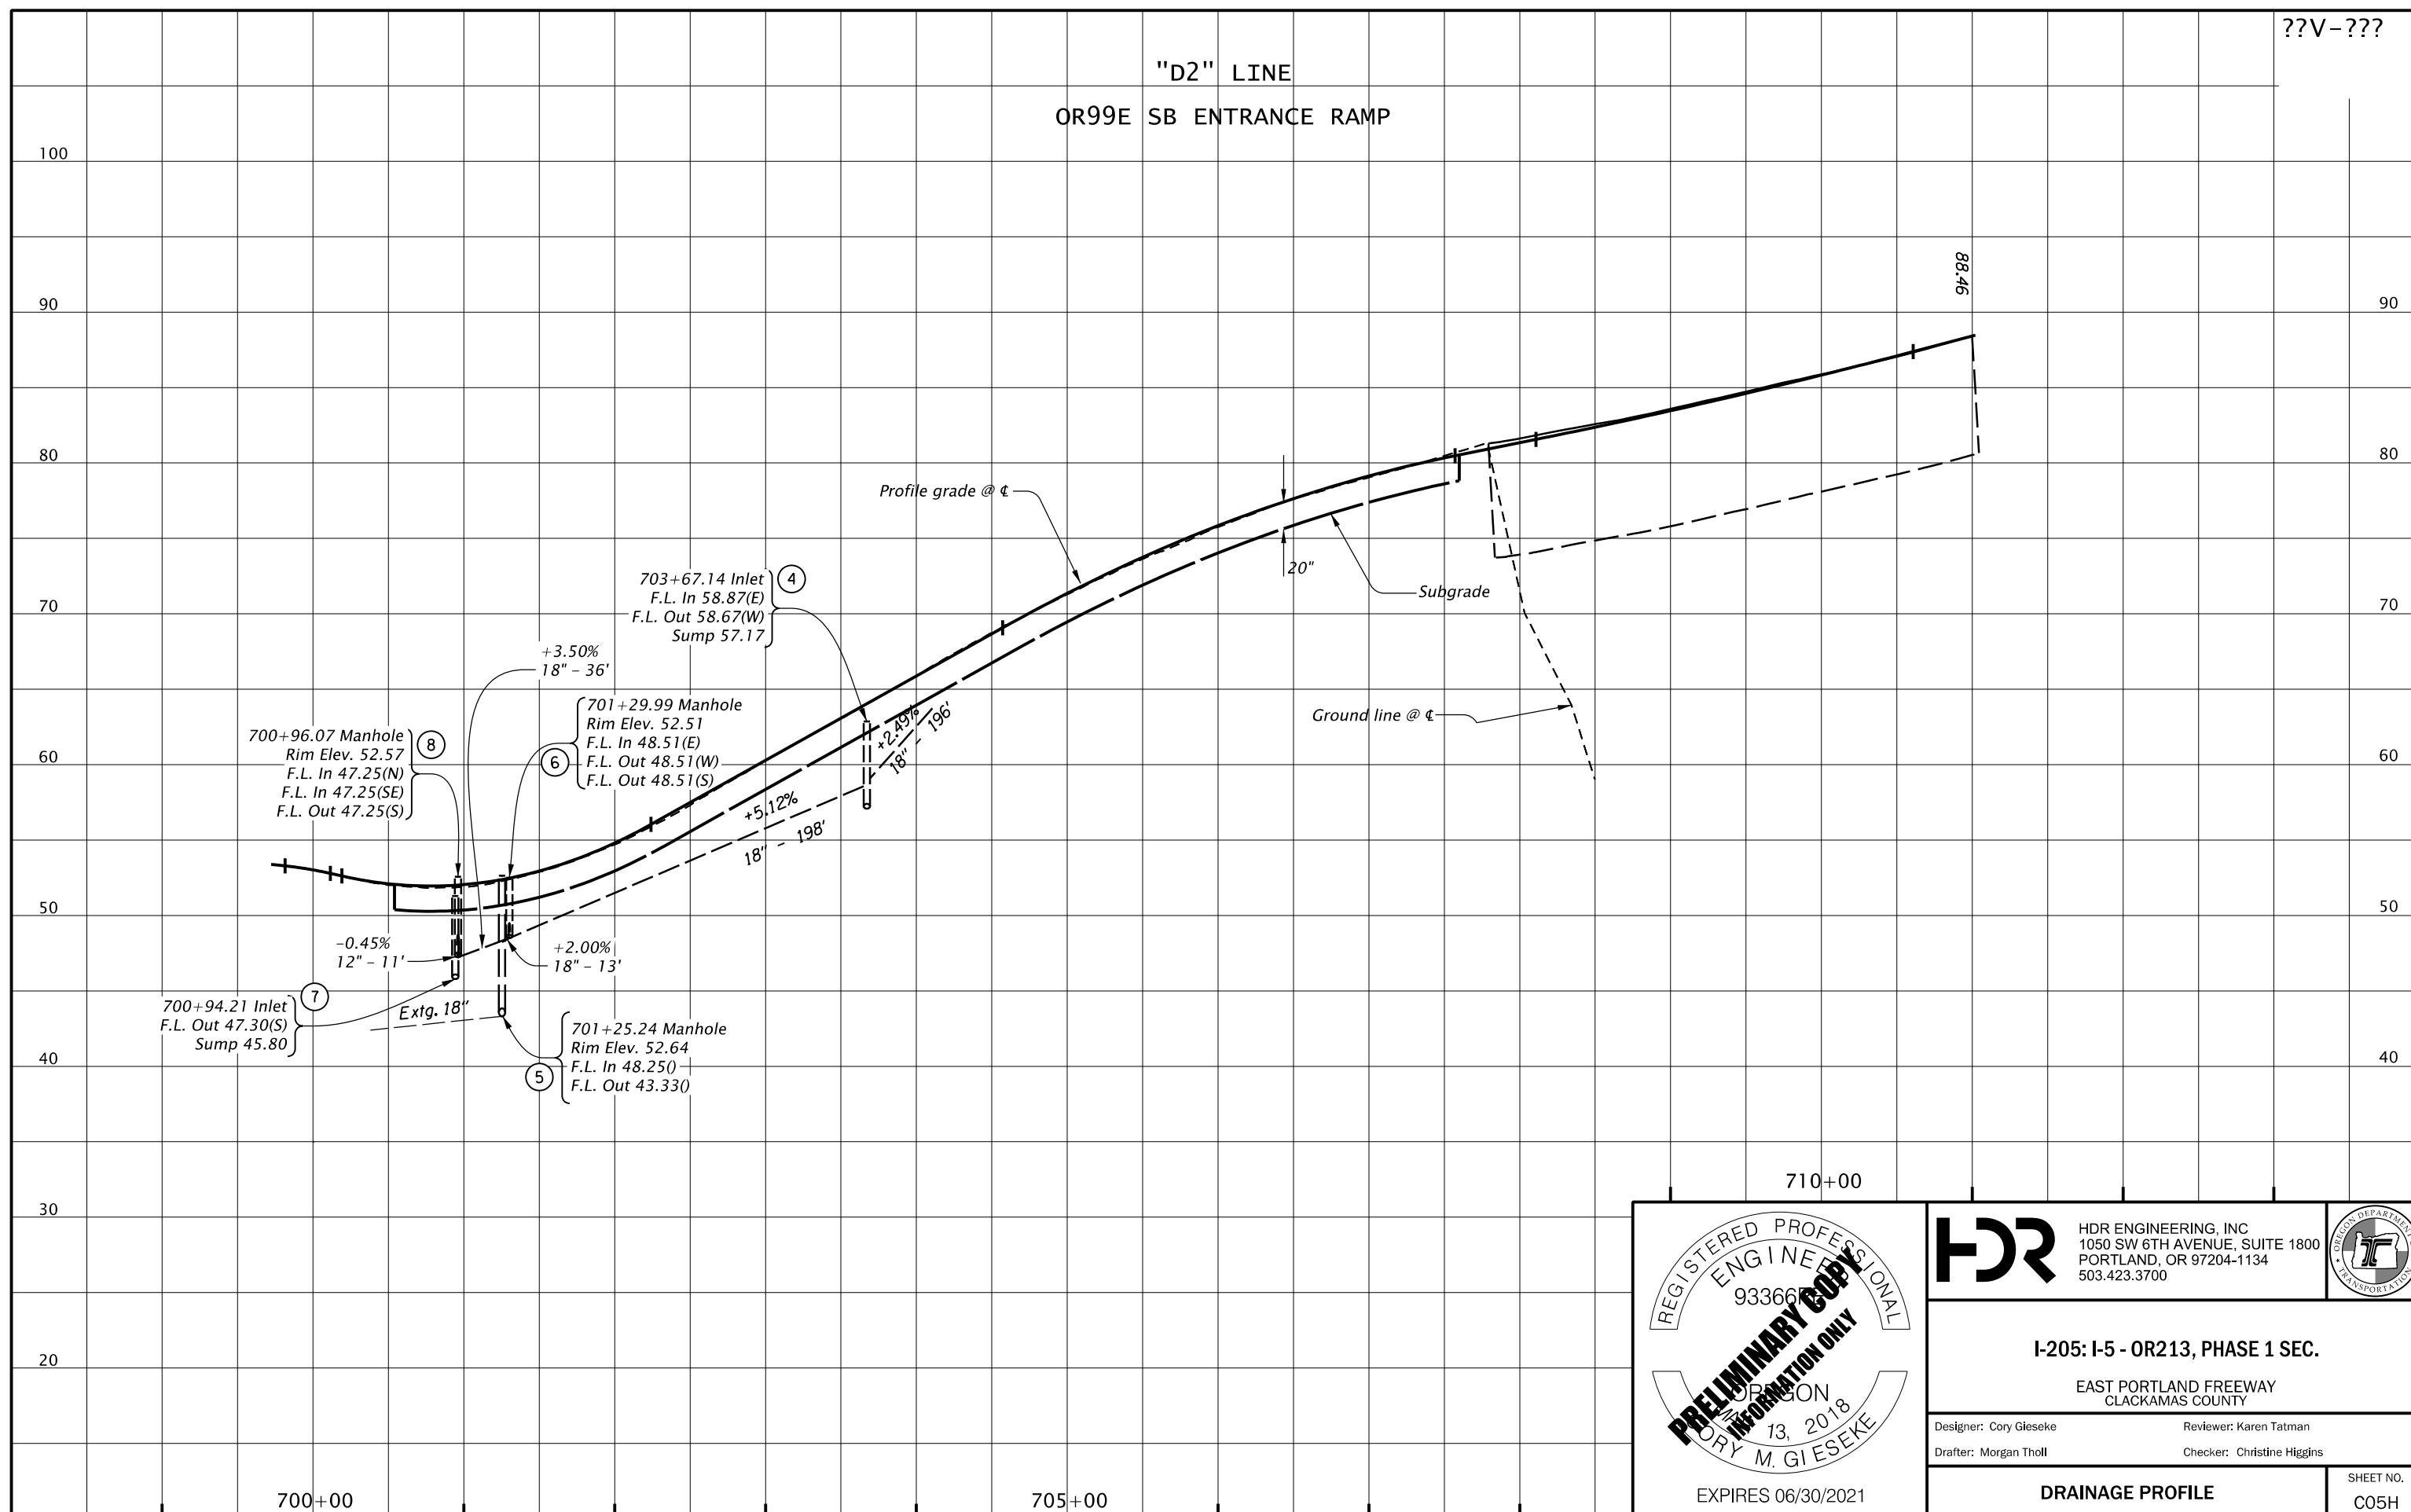 ??V-???
"D2" LINE
OR99E SB ENTRANCE RAMP
100
90
88.46
90
80
80
Profile grade @ ℄
20"
Subgrade
703+67.14 Inlet
F.L. In 58.87(E)
F.L. Out 58.67(W)
Sump 57.17
4
70
70
+3.50%
18" – 36'
+2.49%
18" - 196'
Ground line @ ℄
701+29.99 Manhole
Rim Elev. 52.51
F.L. In 48.51(E)
F.L. Out 48.51(W)
F.L. Out 48.51(S)
6
700+96.07 Manhole
Rim Elev. 52.57
F.L. In 47.25(N)
F.L. In 47.25(SE)
F.L. Out 47.25(S)
8
60
60
+5.12%
18" - 198'
50
50
–0.45%
12" – 11'
+2.00%
18" – 13'
700+94.21 Inlet
F.L. Out 47.30(S)
Sump 45.80
7
Extg. 18"
701+25.24 Manhole
Rim Elev. 52.64
F.L. In 48.25()
F.L. Out 43.33()
5
40
40
710+00
30
20
700+00
705+00
REGISTERED PROFESSIONAL
ENGINEER
OREGON
13, 2018
CORY M. GIESEKE
PRELIMINARY COPY
INFORMATION ONLY
EXPIRES 06/30/2021
HDR
HDR ENGINEERING, INC
1050 SW 6TH AVENUE, SUITE 1800
PORTLAND, OR 97204-1134
503.423.3700
OREGON DEPARTMENT
TRANSPORTATION
I-205: I-5 - OR213, PHASE 1 SEC.
EAST PORTLAND FREEWAY
CLACKAMAS COUNTY
Designer: Cory Gieseke
Reviewer: Karen Tatman
Drafter: Morgan Tholl
Checker: Christine Higgins
DRAINAGE PROFILE
SHEET NO.
C05H